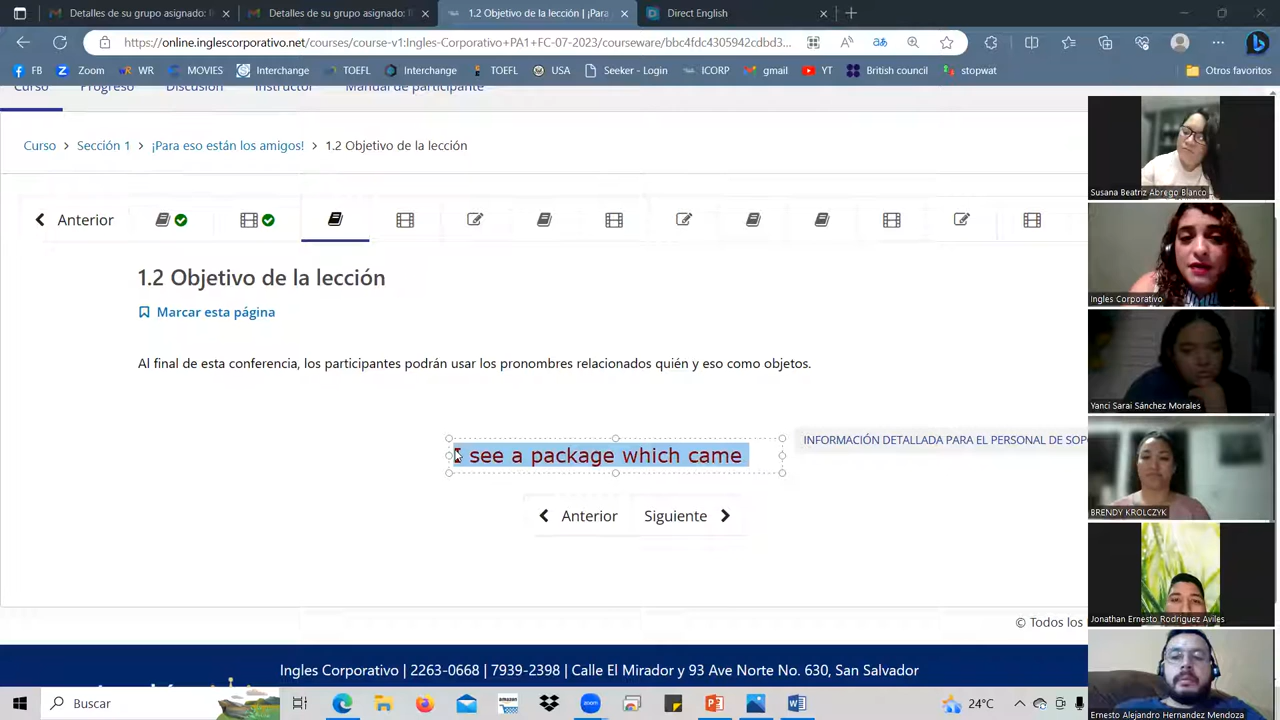 Detalles de su grupo asignado: I
Detalles de su grupo asignado: I
1.2 Objetivo de la lección | ¡Para
Direct English
https://online.inglescorporativo.net/courses/course-v1:Ingles-Corporativo+PA1+FC-07-2023/courseware/bbc4fdc4305942cdbd3...
FB
Zoom
WR
MOVIES
Interchange
TOEFL
Interchange
TOEFL
USA
Seeker - Login
ICORP
gmail
YT
British council
stopwat
Otros favoritos
Curso
Progreso
Discusión
Instructor
Manual de participante
Curso > Sección 1 > ¡Para eso están los amigos! > 1.2 Objetivo de la lección
Anterior
1.2 Objetivo de la lección
Marcar esta página
Al final de esta conferencia, los participantes podrán usar los pronombres relacionados quién y eso como objetos.
INFORMACIÓN DETALLADA PARA EL PERSONAL DE SOP
I see a package which came
Anterior
Siguiente
© Todos los
Ingles Corporativo | 2263-0668 | 7939-2398 | Calle El Mirador y 93 Ave Norte No. 630, San Salvador
Susana Beatriz Abrego Blanco
Ingles Corporativo
Yanci Sarai Sánchez Morales
BRENDY KROLCZYK
Jonathan Ernesto Rodriguez Aviles
Ernesto Alejandro Hernandez Mendoza
Buscar
amazon
zoom
24°C